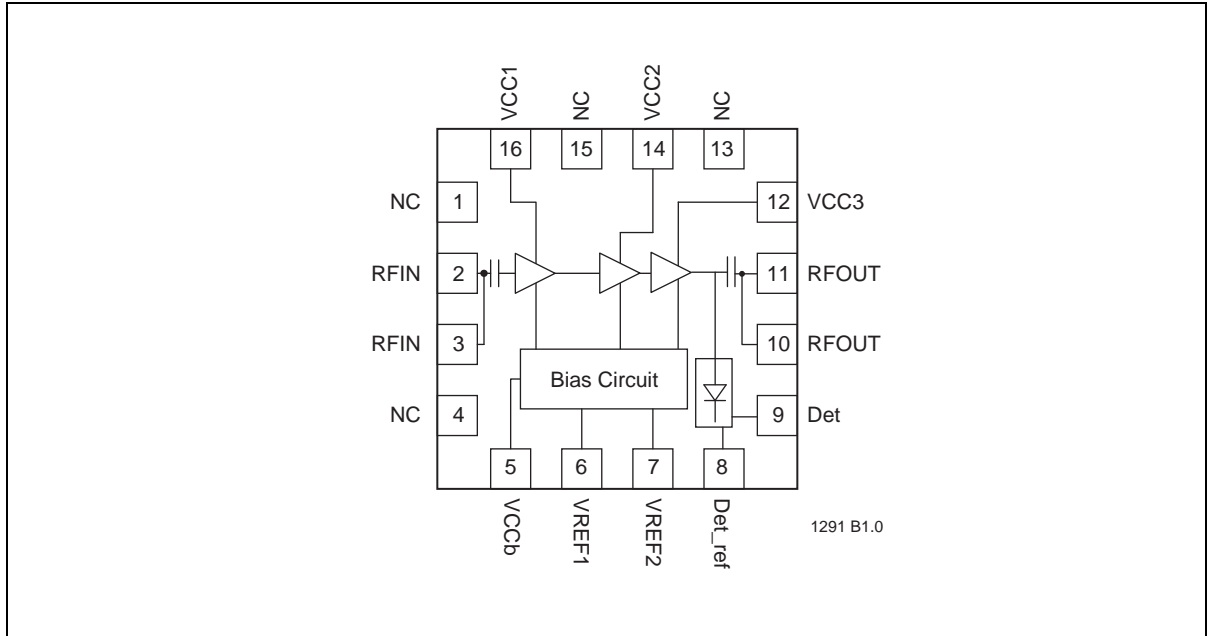 VCC1
NC
VCC2
NC
16
15
14
13
NC 1
12 VCC3
RFIN 2
11 RFOUT
RFIN 3
10 RFOUT
Bias Circuit
NC 4
9 Det
5
6
7
8
VCCb
VREF1
VREF2
Det_ref
1291 B1.0